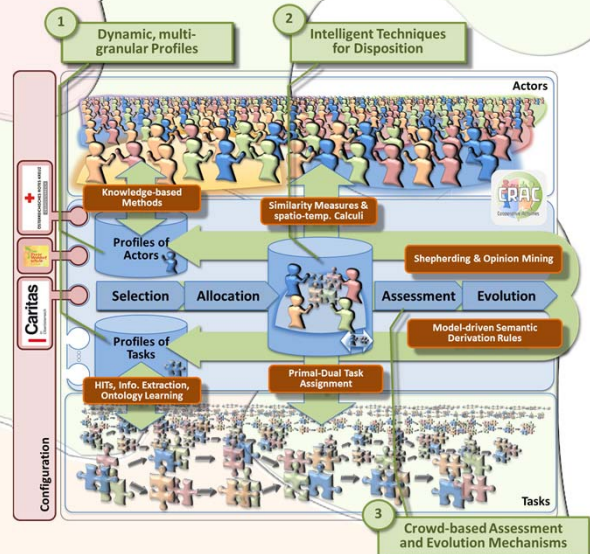 1
Dynamic, multi-
granular Profiles
2
Intelligent Techniques
for Disposition
Actors
ÖSTERREICHISCHES ROTES KREUZ
Knowledge-based
Methods
Similarity Measures &
spatio-temp. Calculi
CRAC
Profiles of
Actors
Shepherding & Opinion Mining
Caritas
Selection
Allocation
Assessment
Evolution
Profiles of
Tasks
Model-driven Semantic
Derivation Rules
HITs, Info. Extraction,
Ontology Learning
Primal-Dual Task
Assignment
Configuration
Tasks
3
Crowd-based Assessment
and Evolution Mechanisms